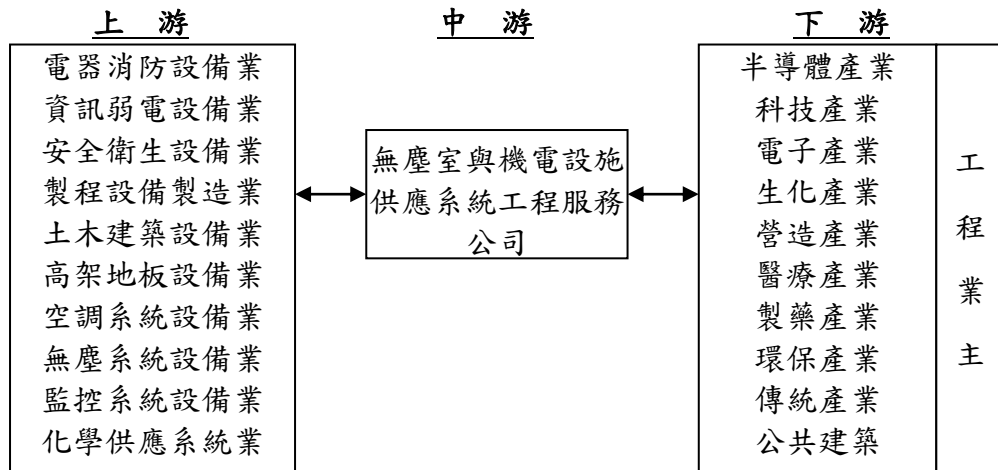 上 游
電器消防設備業
資訊弱電設備業
安全衛生設備業
製程設備製造業
土木建築設備業
高架地板設備業
空調系統設備業
無塵系統設備業
監控系統設備業
化學供應系統業
中 游
無塵室與機電設施
供應系統工程服務
公司
下 游
半導體產業
科技產業
電子產業
生化產業
營造產業
醫療產業
製藥產業
環保產業
傳統產業
公共建築
工
程
業
主